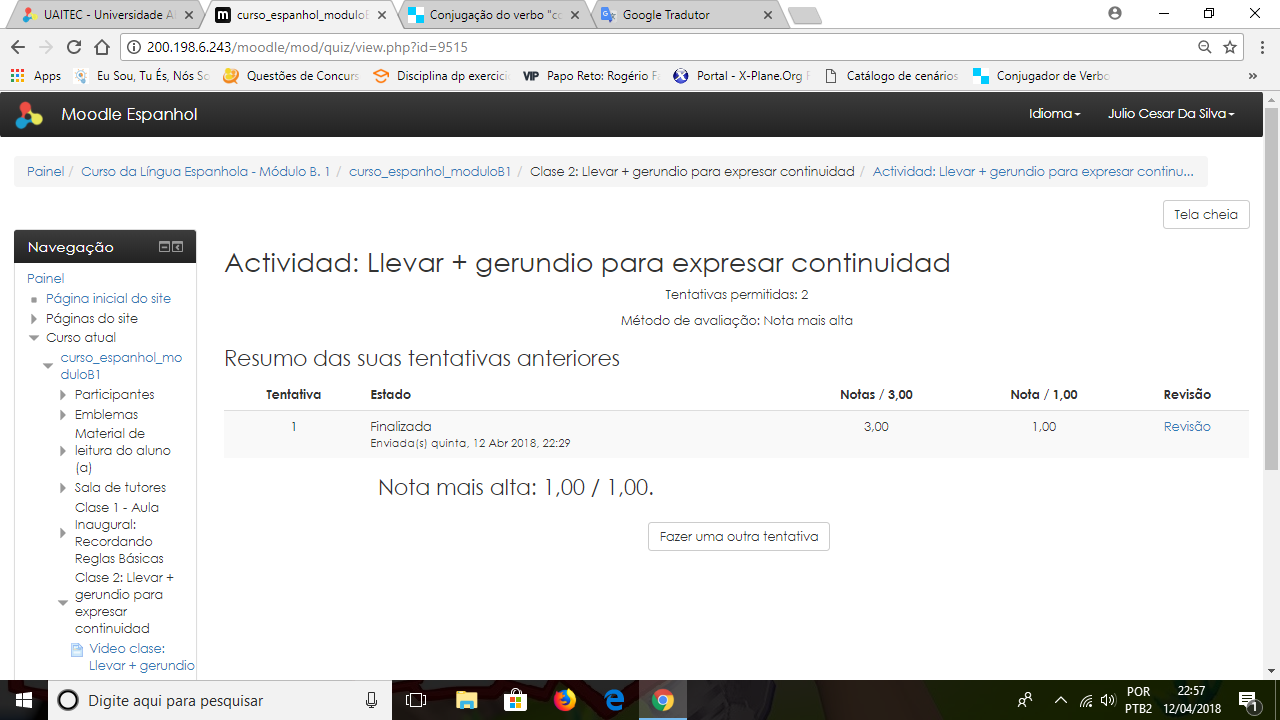 UAITEC - Universidade A
curso_espanhol_modulo
Conjugação do verbo "co
Google Tradutor
200.198.6.243/moodle/mod/quiz/view.php?id=9515
Apps
Eu Sou, Tu És, Nós So
Questões de Concurs
Disciplina dp exercici
VIP Papo Reto: Rogério F
Portal - X-Plane.Org F
Catálogo de cenários
Conjugador de Verbo
»
Moodle Espanhol
Idioma
Julio Cesar Da Silva
Painel / Curso da Língua Espanhola - Módulo B. 1 / curso_espanhol_moduloB1 / Clase 2: Llevar + gerundio para expresar continuidad / Actividad: Llevar + gerundio para expresar continu...
Tela cheia
Navegação
Painel
Página inicial do site
Páginas do site
Curso atual
curso_espanhol_mo
duloB1
Participantes
Emblemas
Material de
leitura do aluno
(a)
Sala de tutores
Clase 1 - Aula
Inaugural:
Recordando
Reglas Básicas
Clase 2: Llevar +
gerundio para
expresar
continuidad
Video clase:
Llevar + gerundio
Actividad: Llevar + gerundio para expresar continuidad
Tentativas permitidas: 2
Método de avaliação: Nota mais alta
Resumo das suas tentativas anteriores
Tentativa Estado Notas / 3,00 Nota / 1,00 Revisão
1 Finalizada 3,00 1,00 Revisão
Enviada(s) quinta, 12 Abr 2018, 22:29
Nota mais alta: 1,00 / 1,00.
Fazer uma outra tentativa
Digite aqui para pesquisar
POR
PTB2
22:57
12/04/2018
1